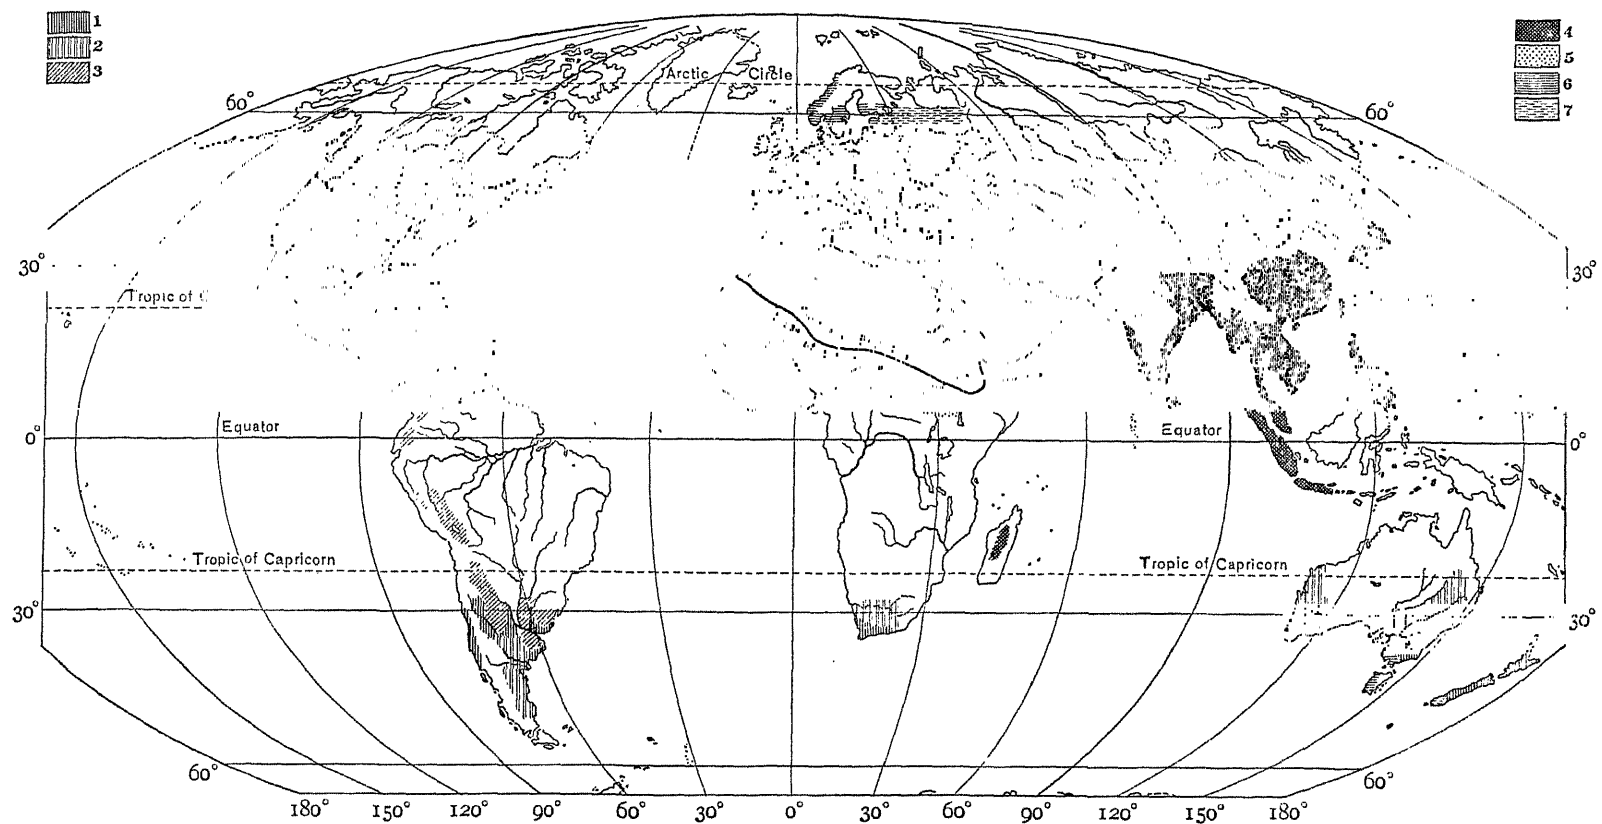 1
2
3
4
5
6
7
Arctic Circle
60° 60°
30° 30°
Tropic of
Equator Equator
0° 0°
Tropic of Capricorn Tropic of Capricorn
30° 30°
60° 60°
180° 150° 120° 90° 60° 30° 0° 30° 60° 90° 120° 150° 180°